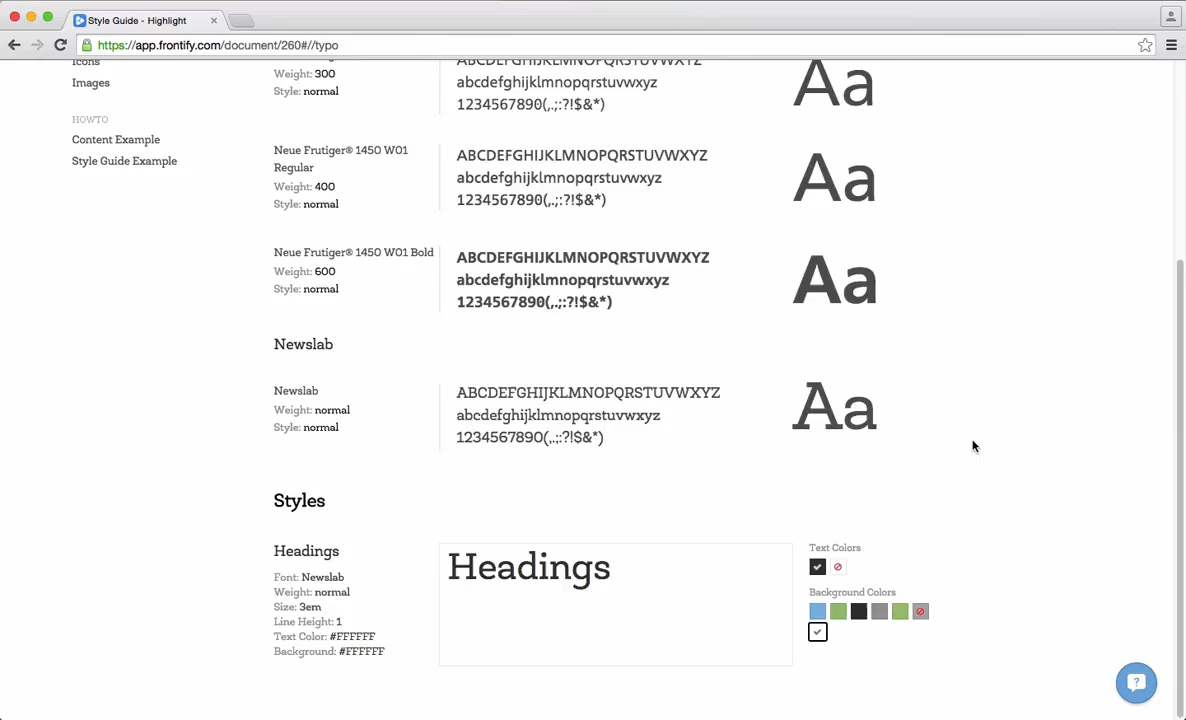 Style Guide - Highlight
https://app.frontify.com/document/260#//typo
Icons
Images
HOWTO
Content Example
Style Guide Example
Weight: 300
Style: normal
ABCDEFGHIJKLMNOPQRSTUVWXYZ
abcdefghijklmnopqrstuvwxyz
1234567890(,.;:?!$&*)
Aa
Neue Frutiger® 1450 W01
Regular
Weight: 400
Style: normal
ABCDEFGHIJKLMNOPQRSTUVWXYZ
abcdefghijklmnopqrstuvwxyz
1234567890(,.;:?!$&*)
Aa
Neue Frutiger® 1450 W01 Bold
Weight: 600
Style: normal
ABCDEFGHIJKLMNOPQRSTUVWXYZ
abcdefghijklmnopqrstuvwxyz
1234567890(,.;:?!$&*)
Aa
Newslab
Newslab
Weight: normal
Style: normal
ABCDEFGHIJKLMNOPQRSTUVWXYZ
abcdefghijklmnopqrstuvwxyz
1234567890(,.;:?!$&*)
Aa
Styles
Headings
Font: Newslab
Weight: normal
Size: 3em
Line Height: 1
Text Color: #FFFFFF
Background: #FFFFFF
Headings
Text Colors
Background Colors
?